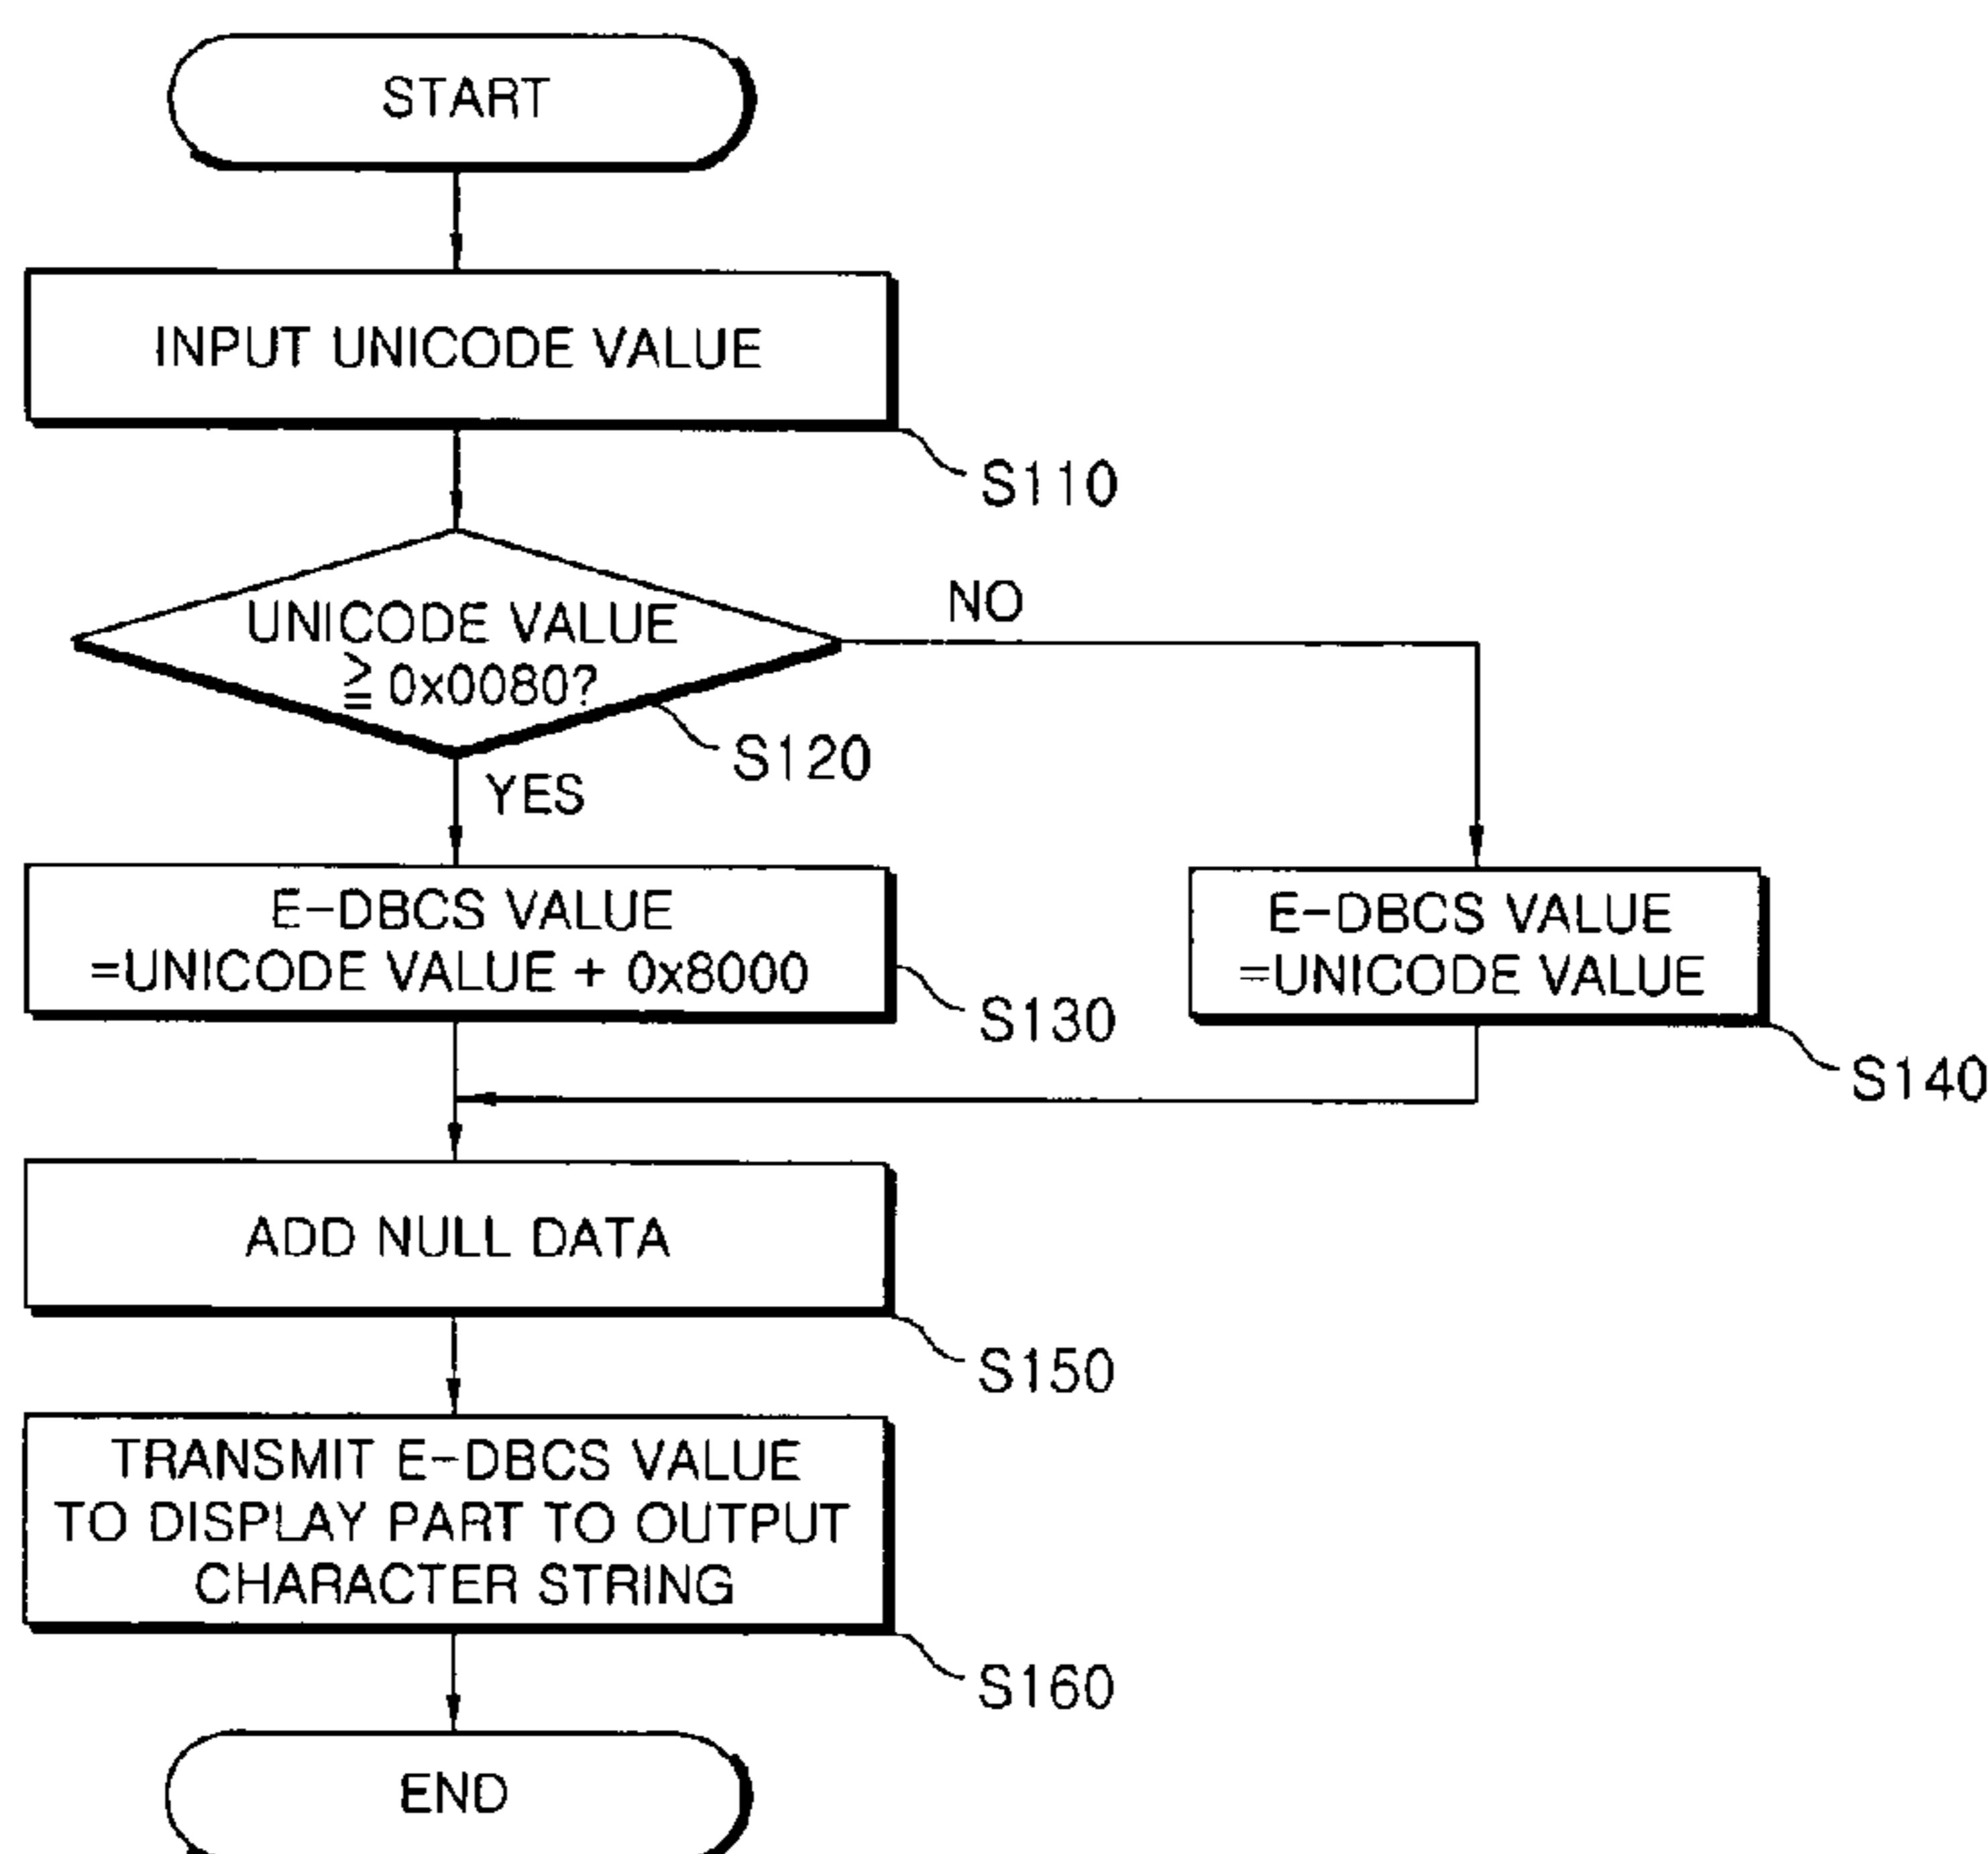 START
INPUT UNICODE VALUE
S110
UNICODE VALUE
≧ 0x0080?
NO
S120
YES
E-DBCS VALUE
=UNICODE VALUE + 0x8000
S130
E-DBCS VALUE
=UNICODE VALUE
S140
ADD NULL DATA
S150
TRANSMIT E-DBCS VALUE
TO DISPLAY PART TO OUTPUT
CHARACTER STRING
S160
END